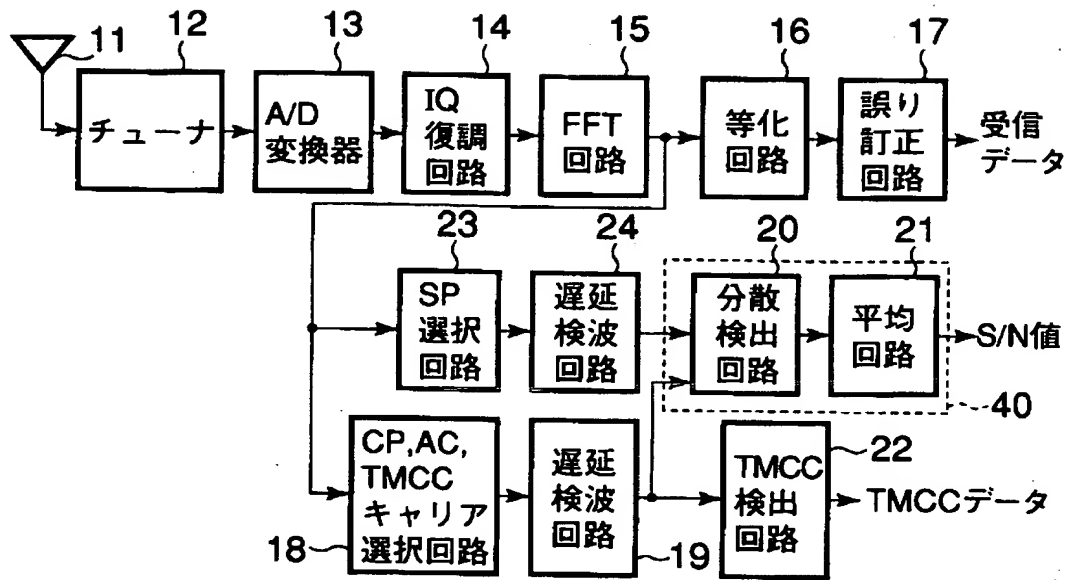 11
12
13
14
15
16
17
チューナ
A/D
変換器
IQ
復調
回路
FFT
回路
等化
回路
誤り
訂正
回路
受信
データ
23
24
20
21
SP
選択
回路
遅延
検波
回路
分散
検出
回路
平均
回路
S/N値
40
CP,AC,
TMCC
キャリア
選択回路
18
遅延
検波
回路
19
TMCC
検出
回路
22
TMCCデータ